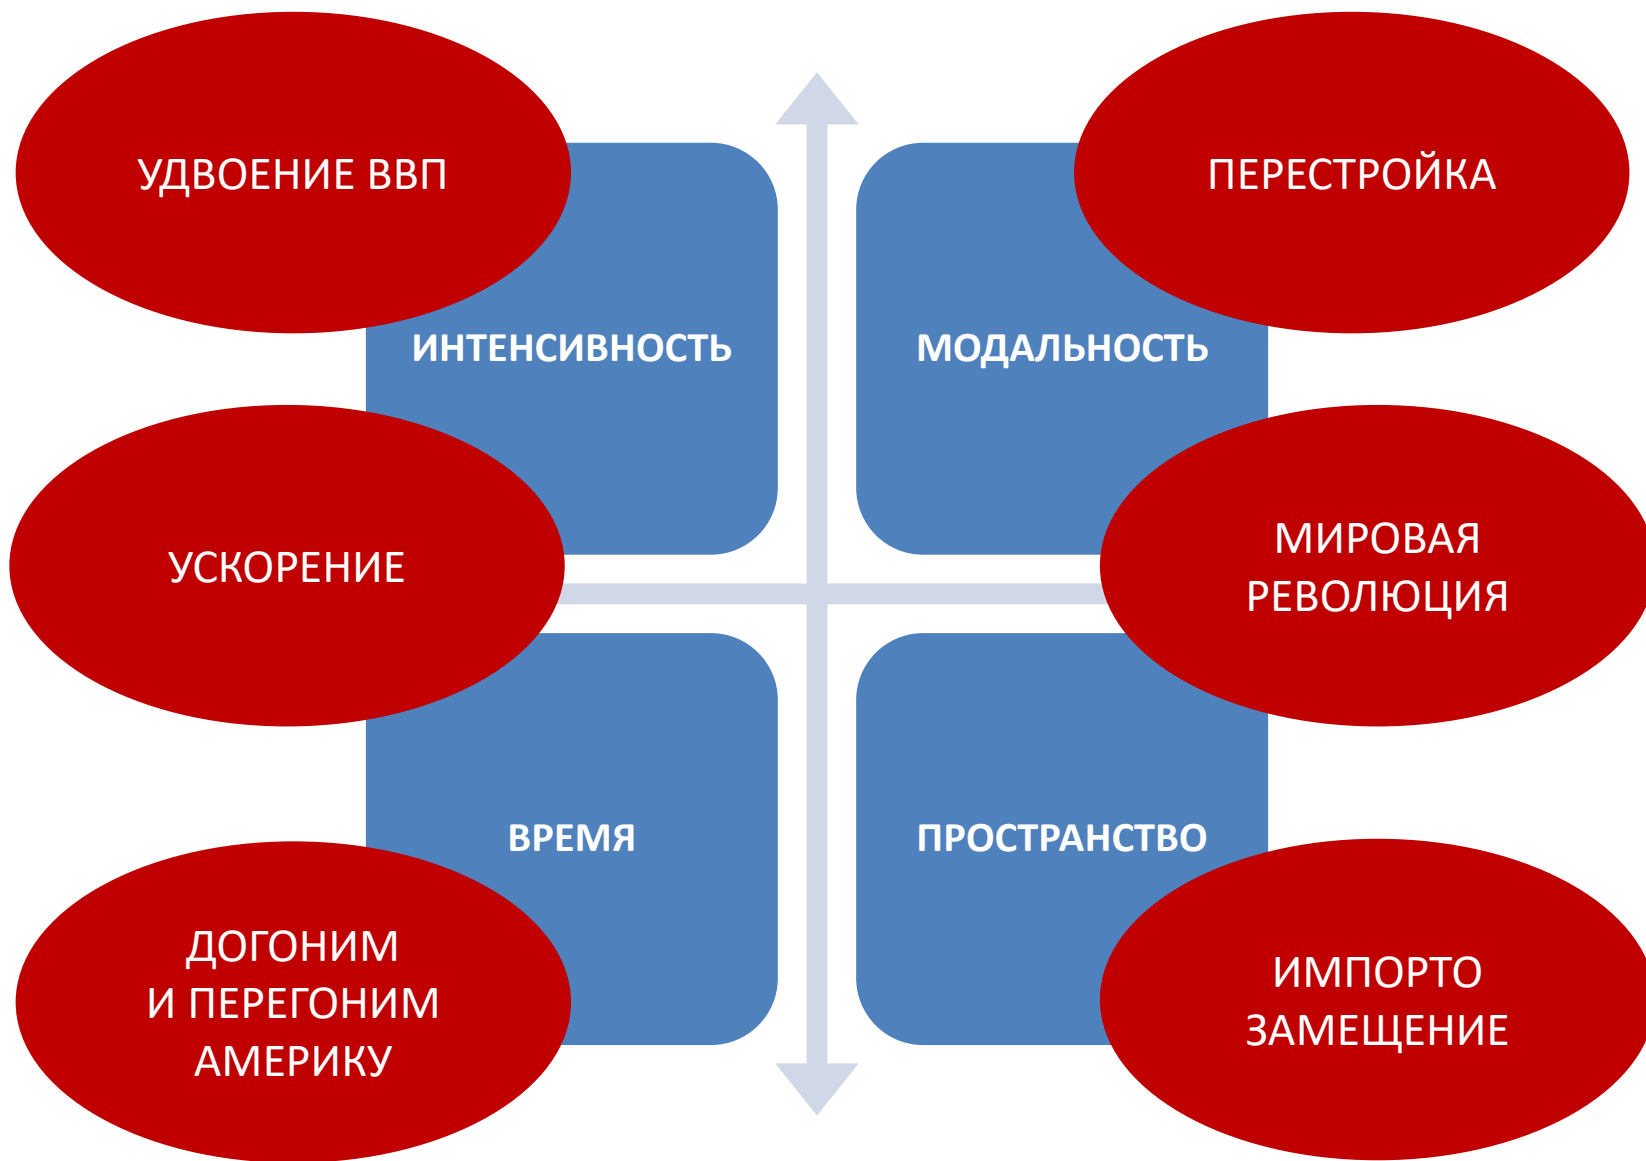 УДВОЕНИЕ ВВП
ПЕРЕСТРОЙКА
ИНТЕНСИВНОСТЬ
МОДАЛЬНОСТЬ
УСКОРЕНИЕ
МИРОВАЯ
РЕВОЛЮЦИЯ
ВРЕМЯ
ПРОСТРАНСТВО
ДОГОНИМ
И ПЕРЕГОНИМ
АМЕРИКУ
ИМПОРТО
ЗАМЕЩЕНИЕ